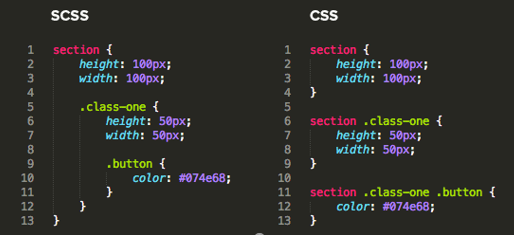 SCSS
1 section {
2     height: 100px;
3     width: 100px;
4
5     .class-one {
6         height: 50px;
7         width: 50px;
8
9         .button {
10             color: #074e68;
11         }
12     }
13 }
CSS
1 section {
2     height: 100px;
3     width: 100px;
4 }
5
6 section .class-one {
7     height: 50px;
8     width: 50px;
9 }
10
11 section .class-one .button {
12     color: #074e68;
13 }